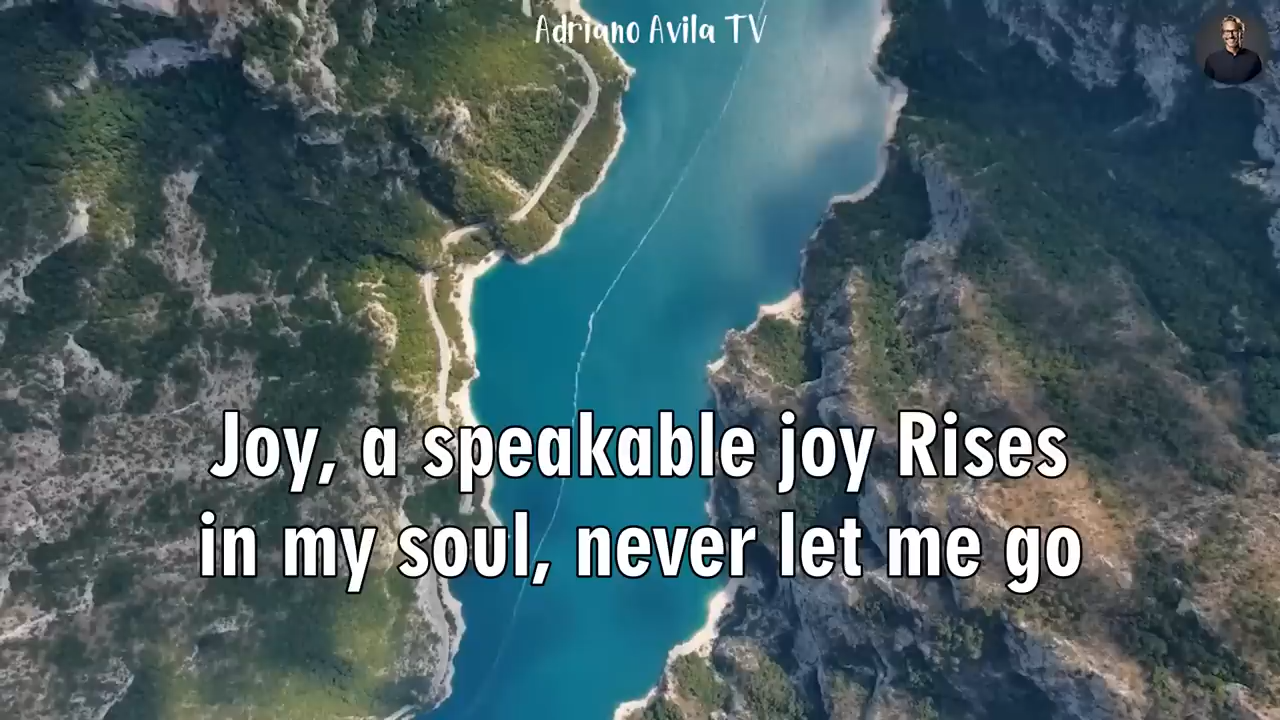 Adriano Avila TV
Joy, a speakable joy Rises
in my soul, never let me go